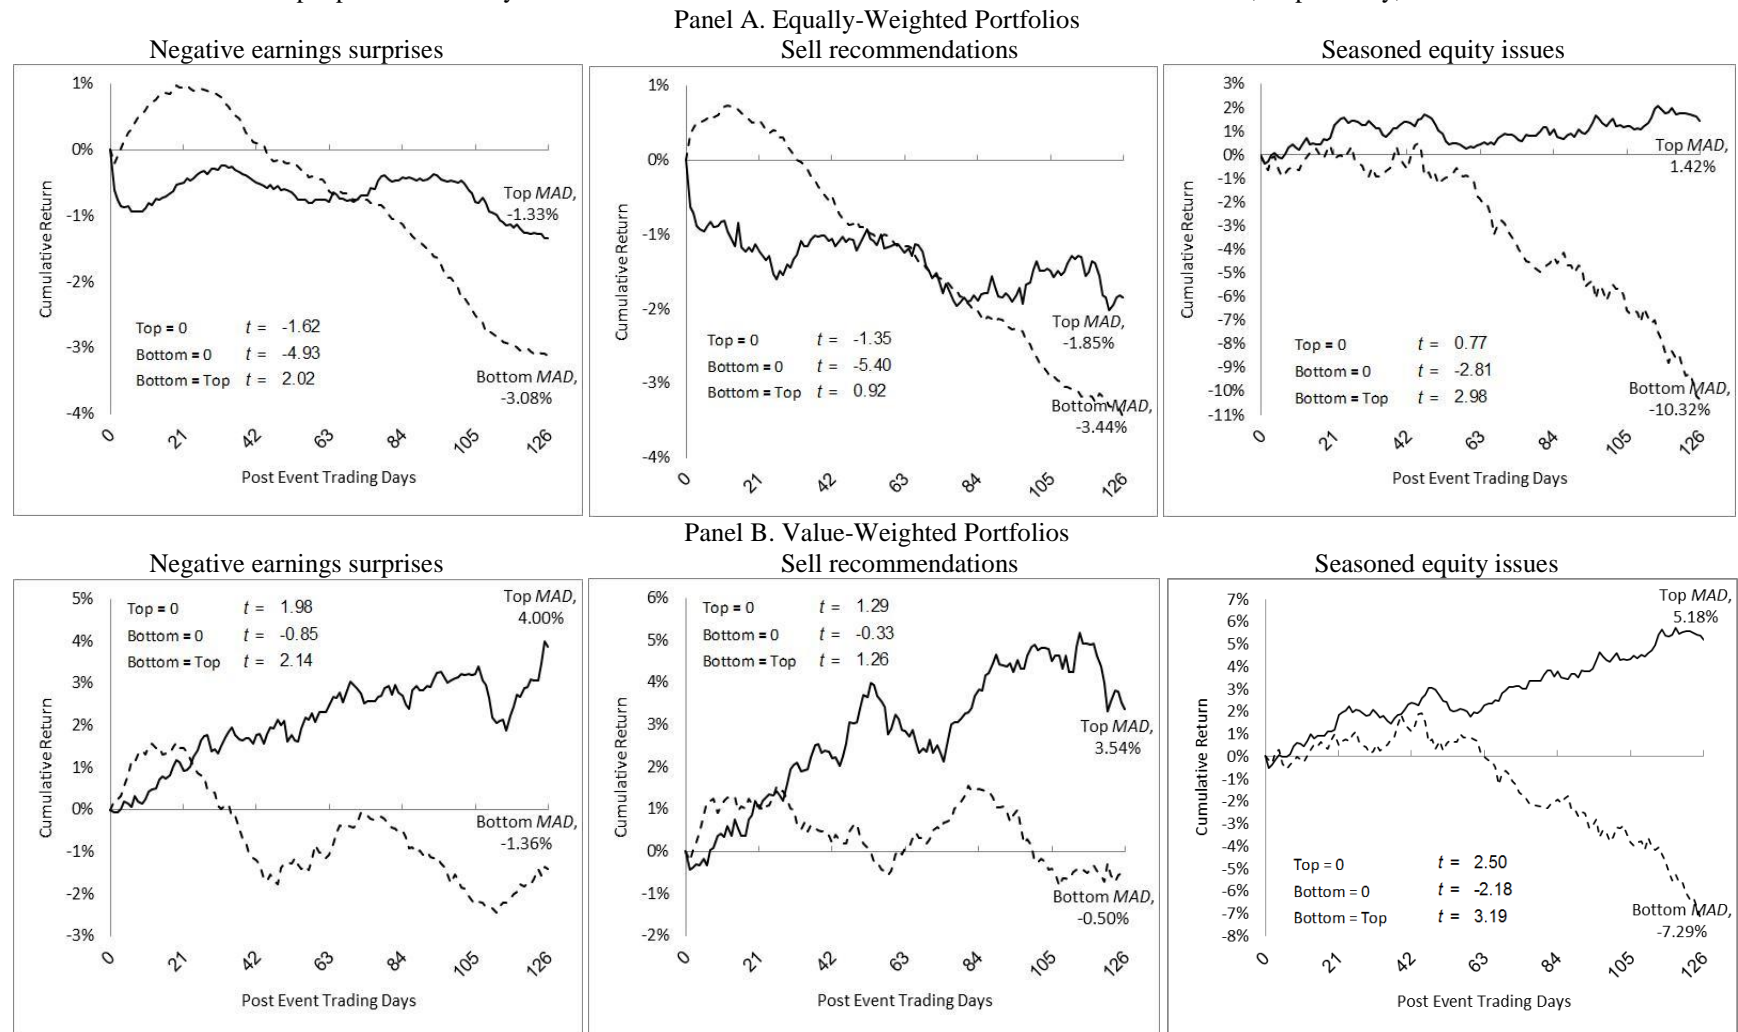 Panel A. Equally-Weighted Portfolios
Negative earnings surprises
1%
0%
-1%
-2%
-3%
-4%
Cumulative Return
Top MAD,
-1.33%
Top = 0 t = -1.62
Bottom = 0 t = -4.93
Bottom = Top t = 2.02
Bottom MAD,
-3.08%
0 21 42 63 84 105 126
Post Event Trading Days
Sell recommendations
1%
0%
-1%
-2%
-3%
-4%
Cumulative Return
Top = 0 t = -1.35
Bottom = 0 t = -5.40
Bottom = Top t = 0.92
Top MAD,
-1.85%
Bottom MAD,
-3.44%
0 21 42 63 84 105 126
Post Event Trading Days
Seasoned equity issues
3%
2%
1%
0%
-1%
-2%
-3%
-4%
-5%
-6%
-7%
-8%
-9%
-10%
-11%
Cumulative Return
Top MAD,
1.42%
Top = 0 t = 0.77
Bottom = 0 t = -2.81
Bottom = Top t = 2.98
Bottom MAD,
-10.32%
0 21 42 63 84 105 126
Post Event Trading Days
Panel B. Value-Weighted Portfolios
Negative earnings surprises
5%
4%
3%
2%
1%
0%
-1%
-2%
-3%
Cumulative Return
Top = 0 t = 1.98
Bottom = 0 t = -0.85
Bottom = Top t = 2.14
Top MAD,
4.00%
Bottom MAD,
-1.36%
0 21 42 63 84 105 126
Post Event Trading Days
Sell recommendations
6%
5%
4%
3%
2%
1%
0%
-1%
-2%
Cumulative Return
Top = 0 t = 1.29
Bottom = 0 t = -0.33
Bottom = Top t = 1.26
Top MAD,
3.54%
Bottom MAD,
-0.50%
0 21 42 63 84 105 126
Post Event Trading Days
Seasoned equity issues
7%
6%
5%
4%
3%
2%
1%
0%
-1%
-2%
-3%
-4%
-5%
-6%
-7%
-8%
Cumulative Return
Top MAD,
5.18%
Top = 0 t = 2.50
Bottom = 0 t = -2.18
Bottom = Top t = 3.19
Bottom MAD,
-7.29%
0 21 42 63 84 105 126
Post Event Trading Days